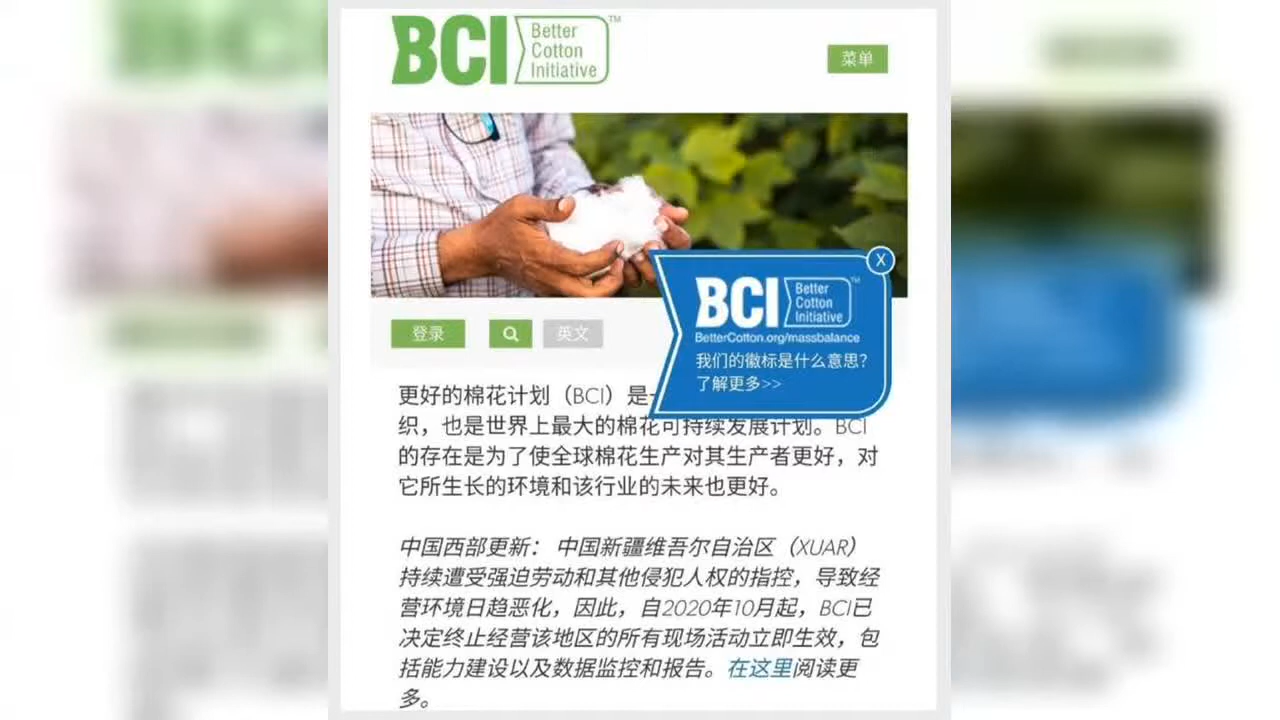 BCI
Better
Cotton
Initiative
TM
菜单
X
BCI
Better
Cotton
Initiative
TM
BetterCotton.org/massbalance
我们的徽标是什么意思?
了解更多>>
登录
英文
更好的棉花计划（BCI）是
织，也是世界上最大的棉花可持续发展计划。BCI
的存在是为了使全球棉花生产对其生产者更好，对
它所生长的环境和该行业的未来也更好。
中国西部更新： 中国新疆维吾尔自治区（XUAR）
持续遭受强迫劳动和其他侵犯人权的指控，导致经
营环境日趋恶化，因此，自2020年10月起，BCI已
决定终止经营该地区的所有现场活动立即生效，包
括能力建设以及数据监控和报告。在这里阅读更
多。